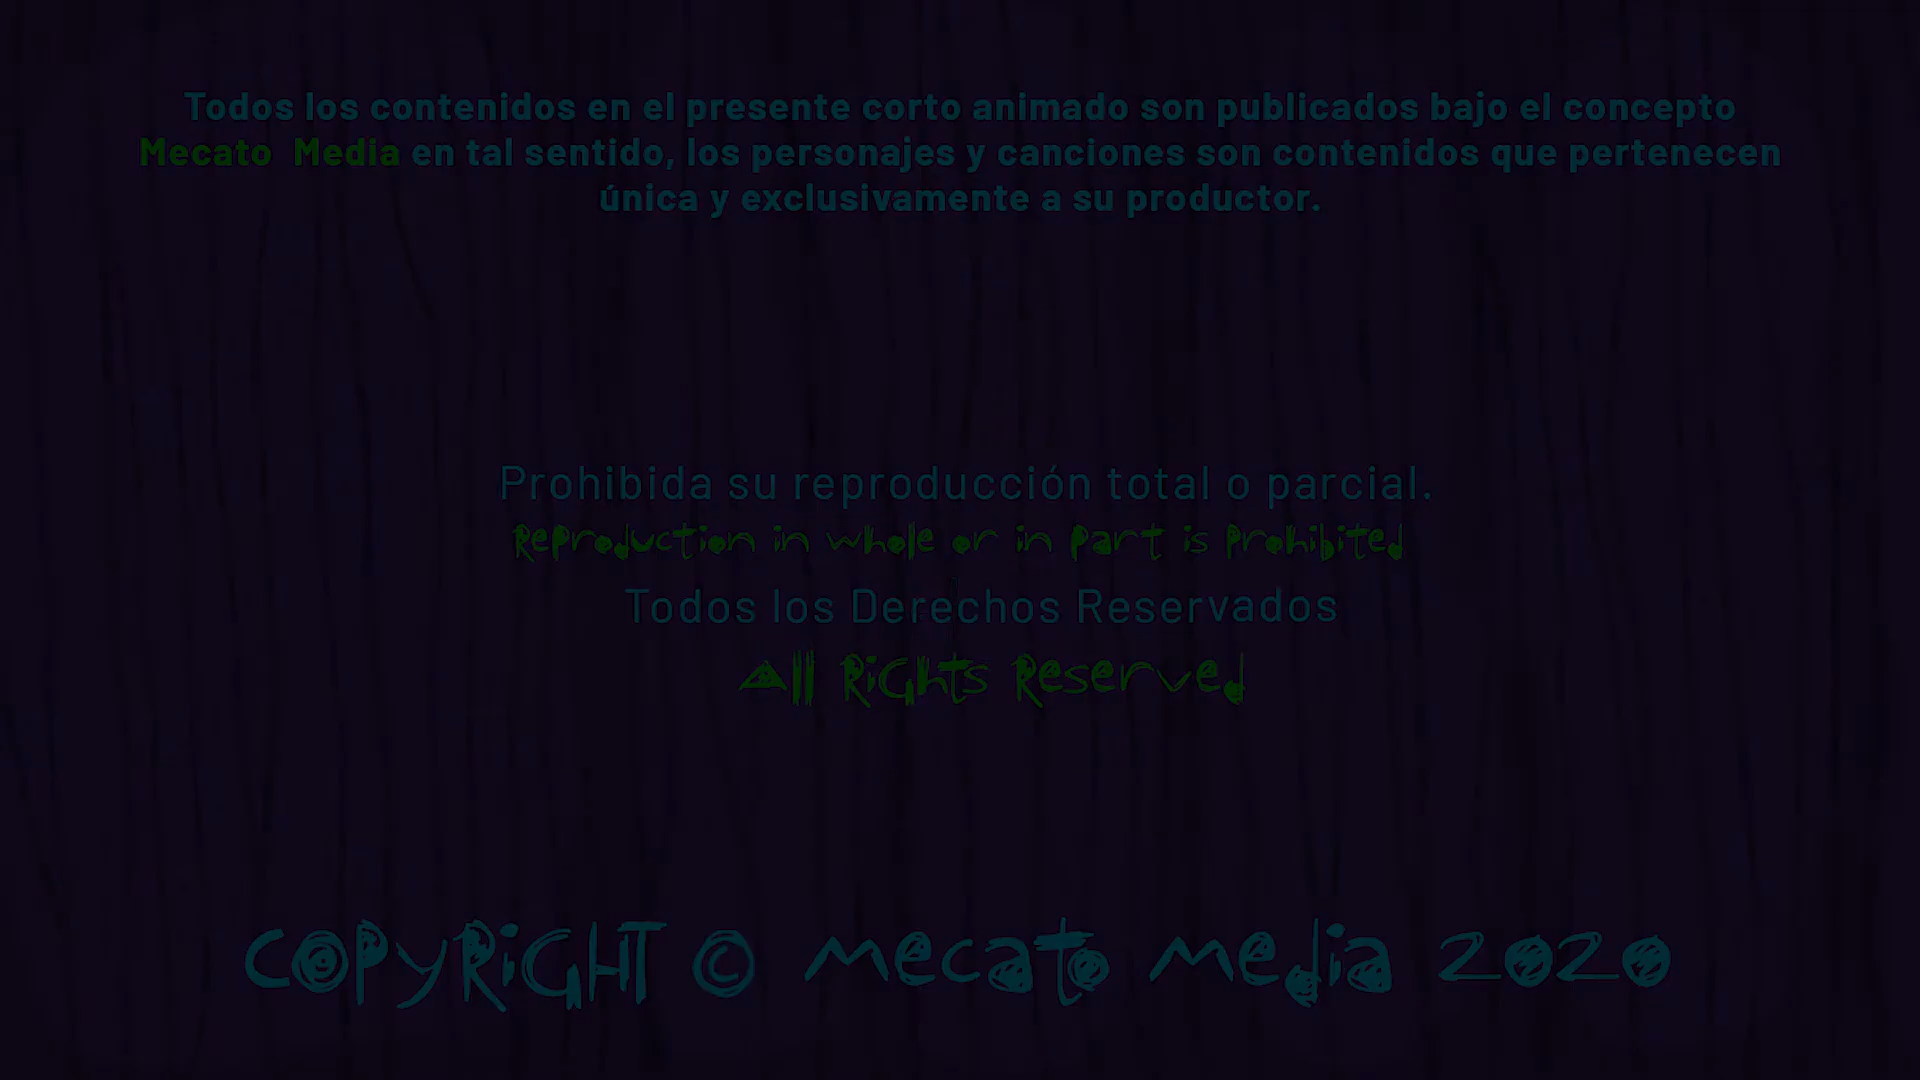 Todos los contenidos en el presente corto animado son publicados bajo el concepto
Mecato Media en tal sentido, los personajes y canciones son contenidos que pertenecen
única y exclusivamente a su productor.
Prohibida su reproducción total o parcial.
Reproduction in whole or in Part is Prohibited
Todos los Derechos Reservados
All Rights Reserved
COPYRIGHT © mecato media 2020